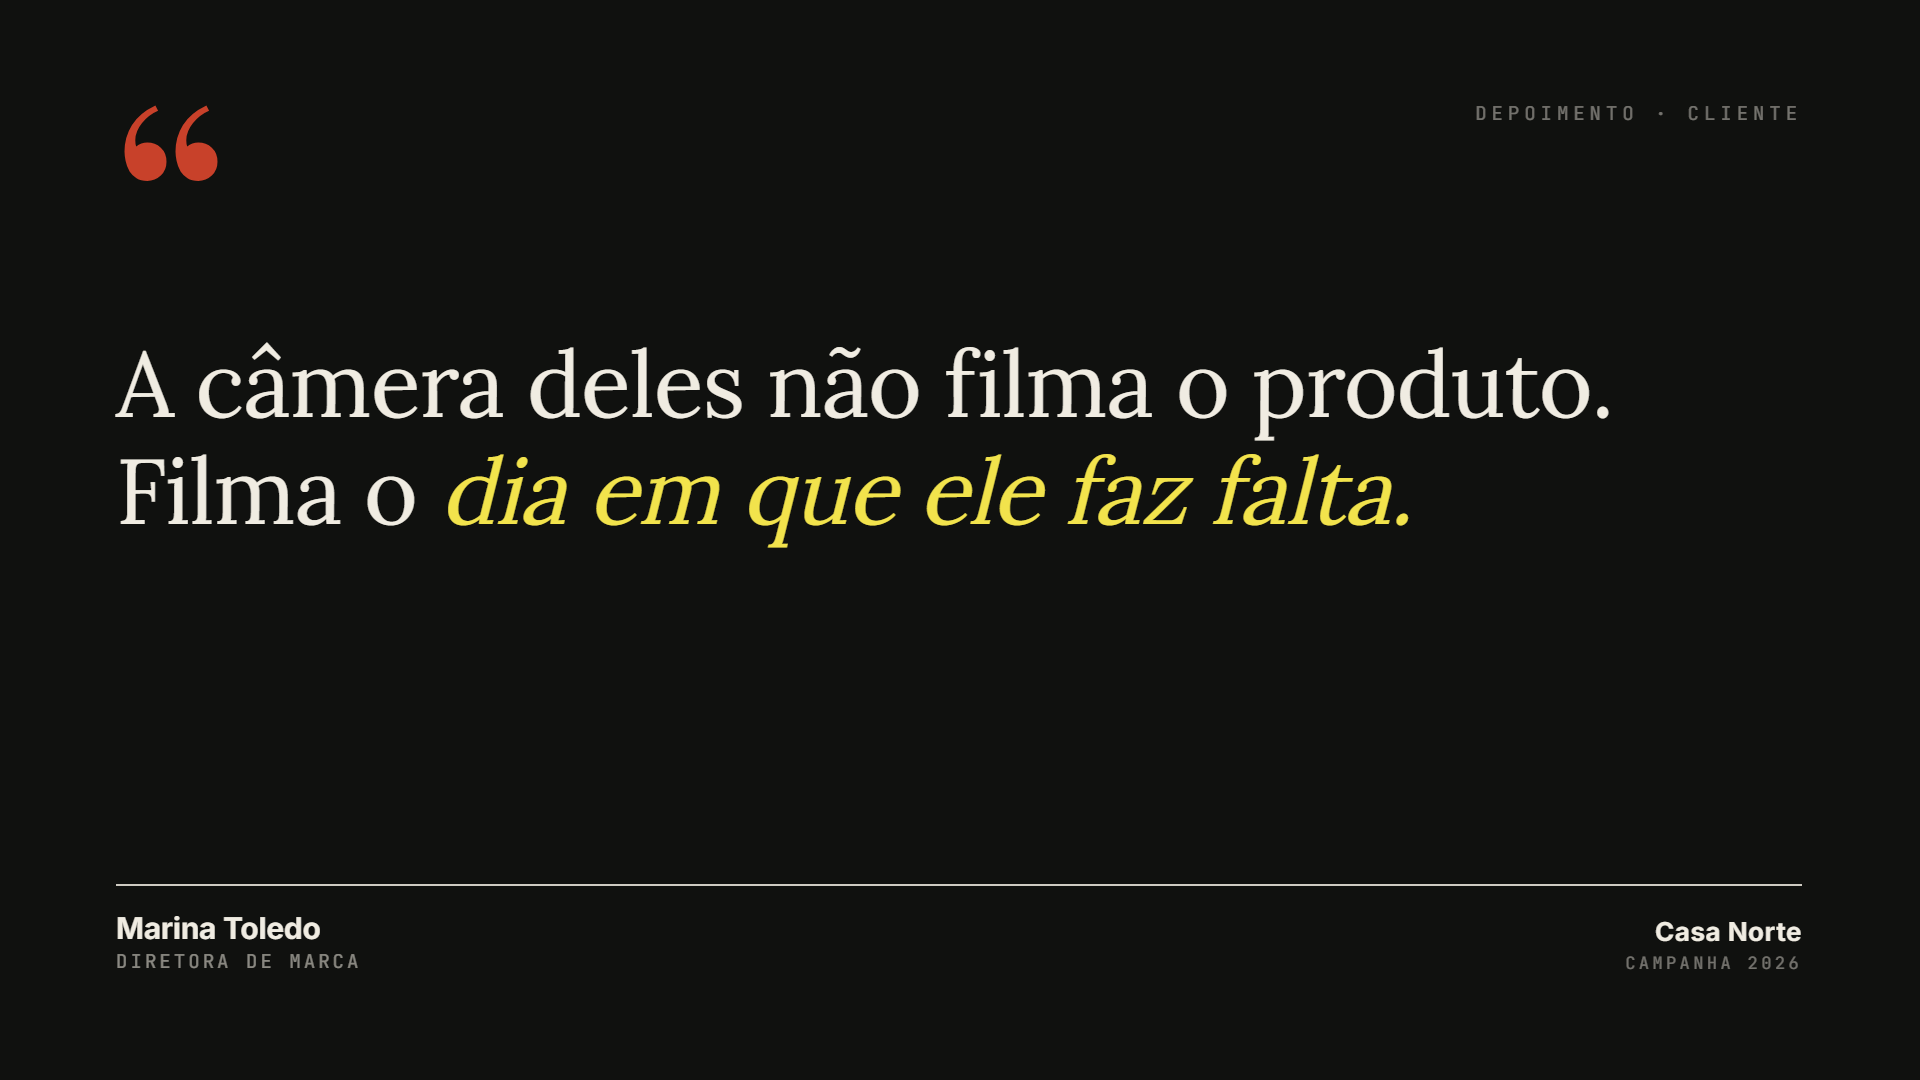 “
DEPOIMENTO · CLIENTE
A câmera deles não filma o produto.
Filma o dia em que ele faz falta.
Marina Toledo
DIRETORA DE MARCA
Casa Norte
CAMPANHA 2026